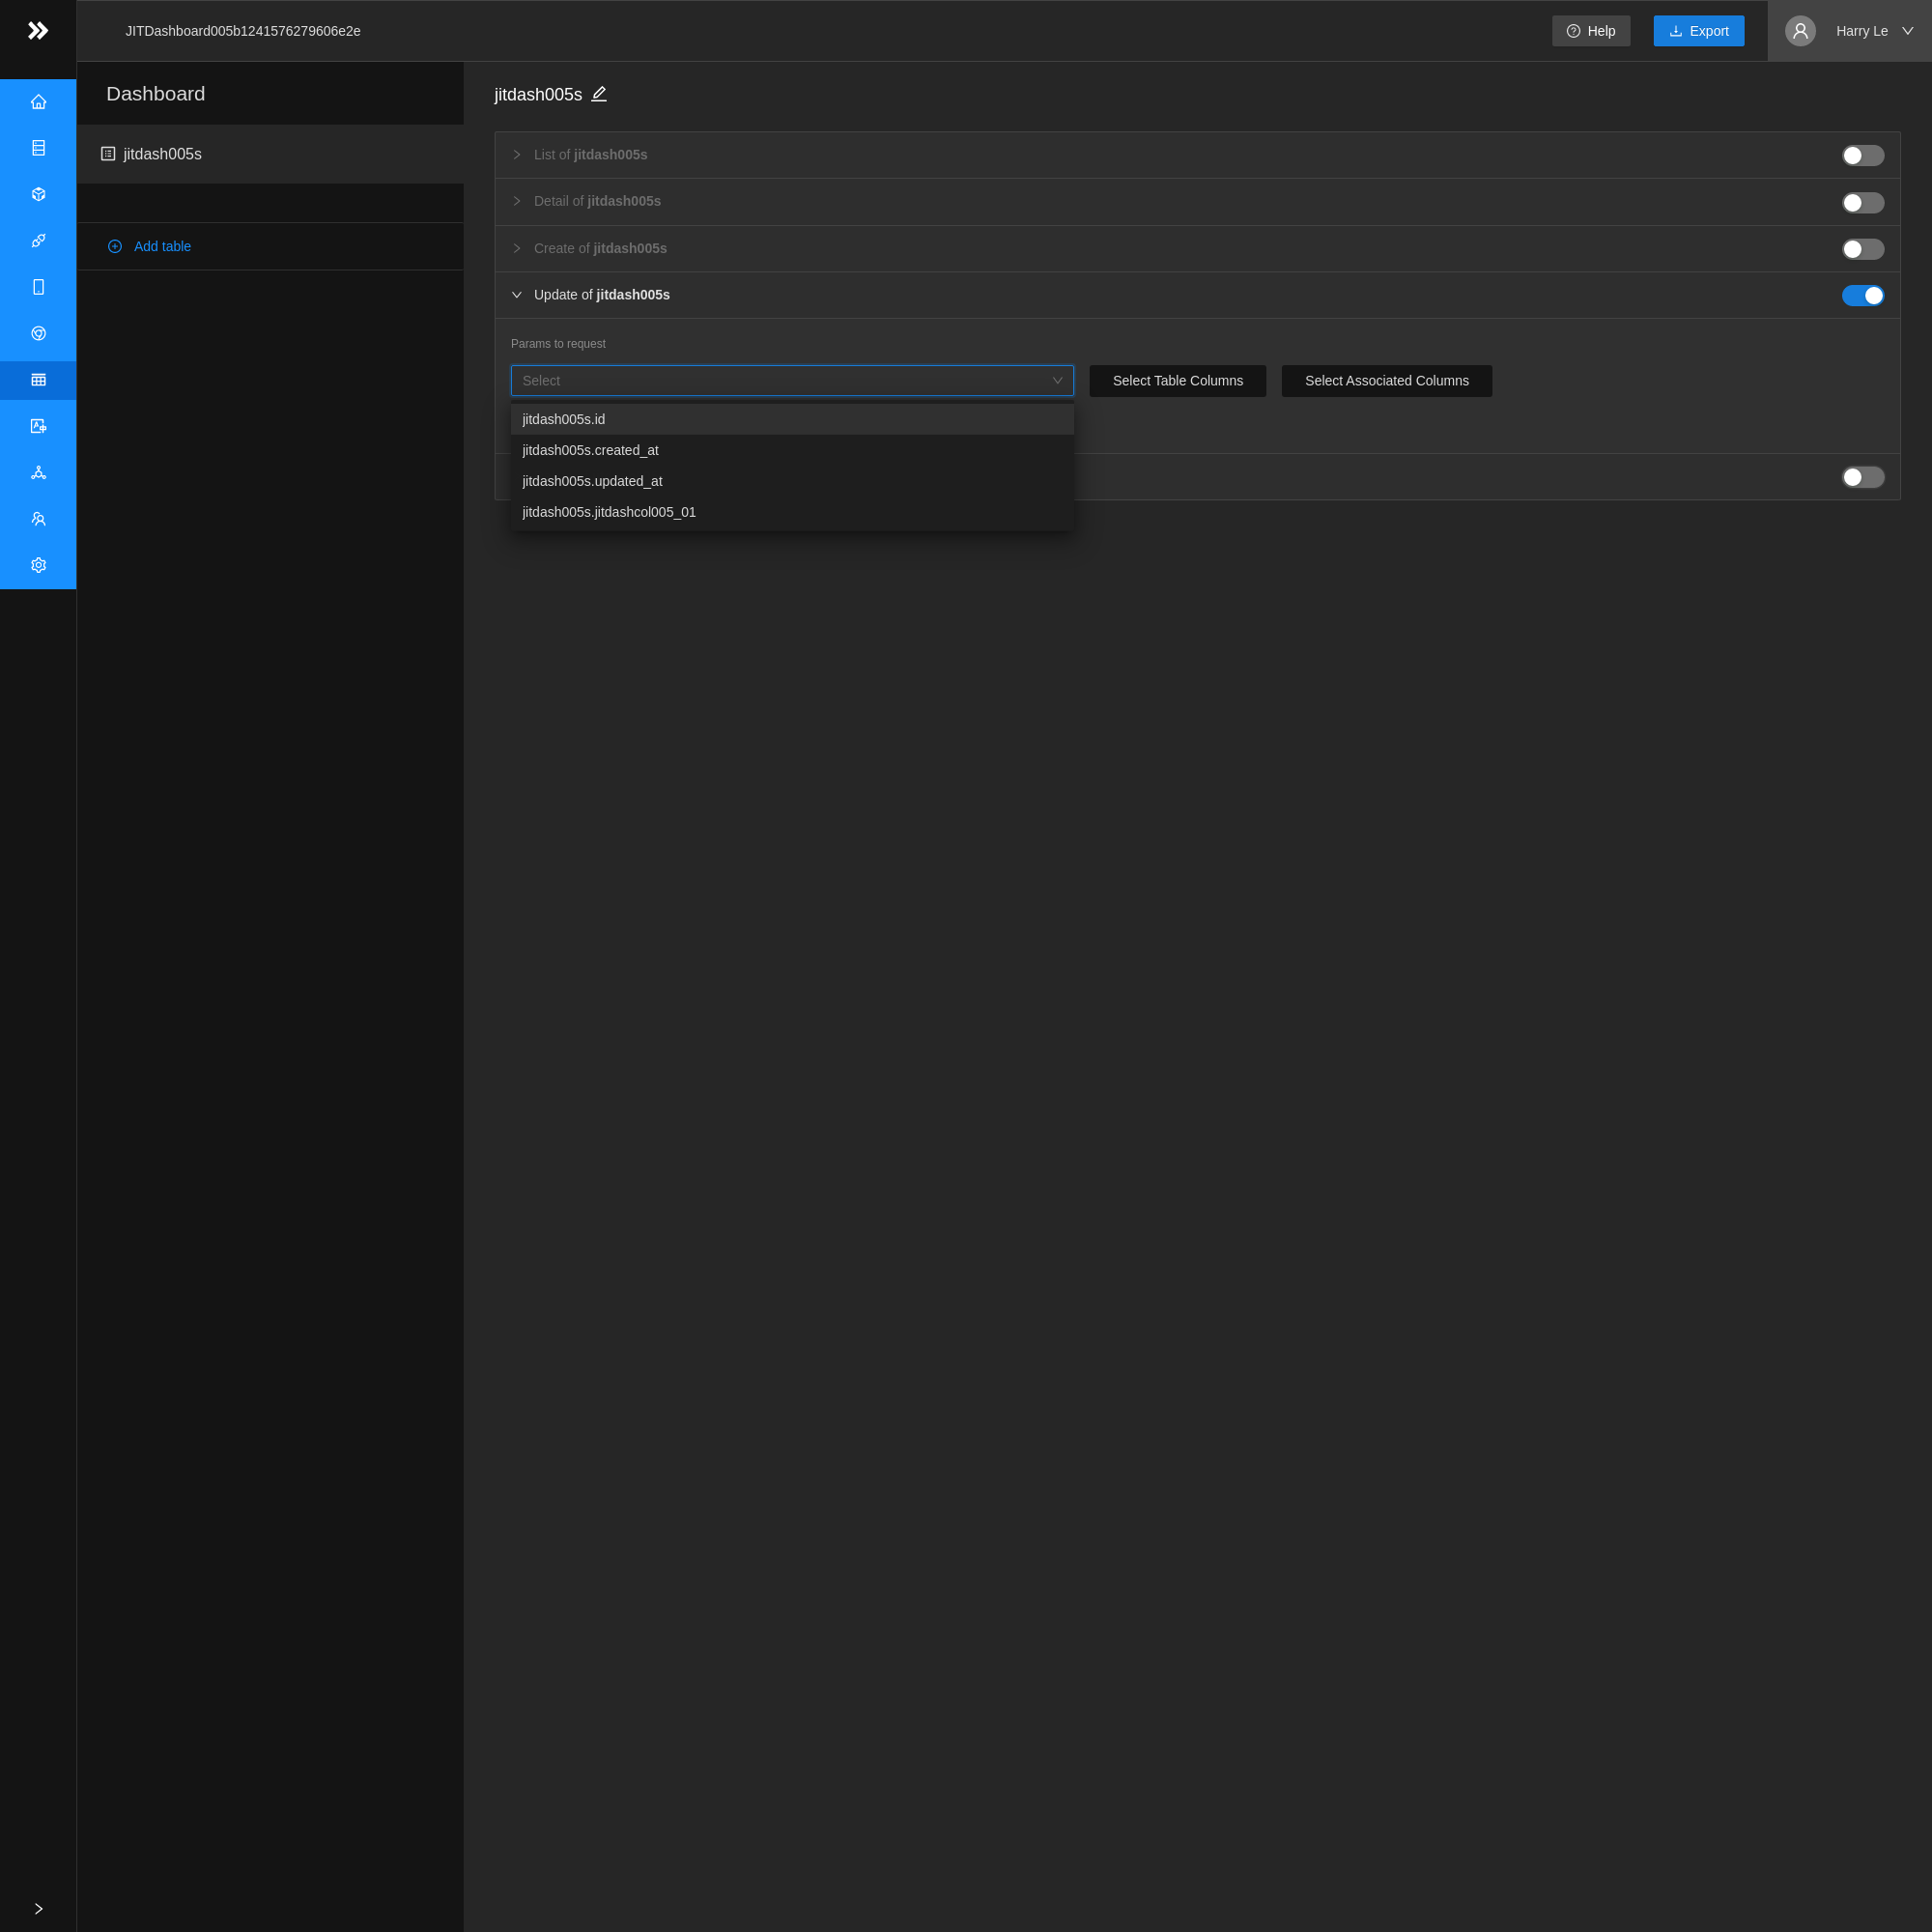 JITDashboard005b1241576279606e2e
Help
Export
Harry Le
Dashboard
jitdash005s
Add table
jitdash005s
List of jitdash005s
Detail of jitdash005s
Create of jitdash005s
Update of jitdash005s
Params to request
Select
Select Table Columns
Select Associated Columns
jitdash005s.id
jitdash005s.created_at
jitdash005s.updated_at
jitdash005s.jitdashcol005_01